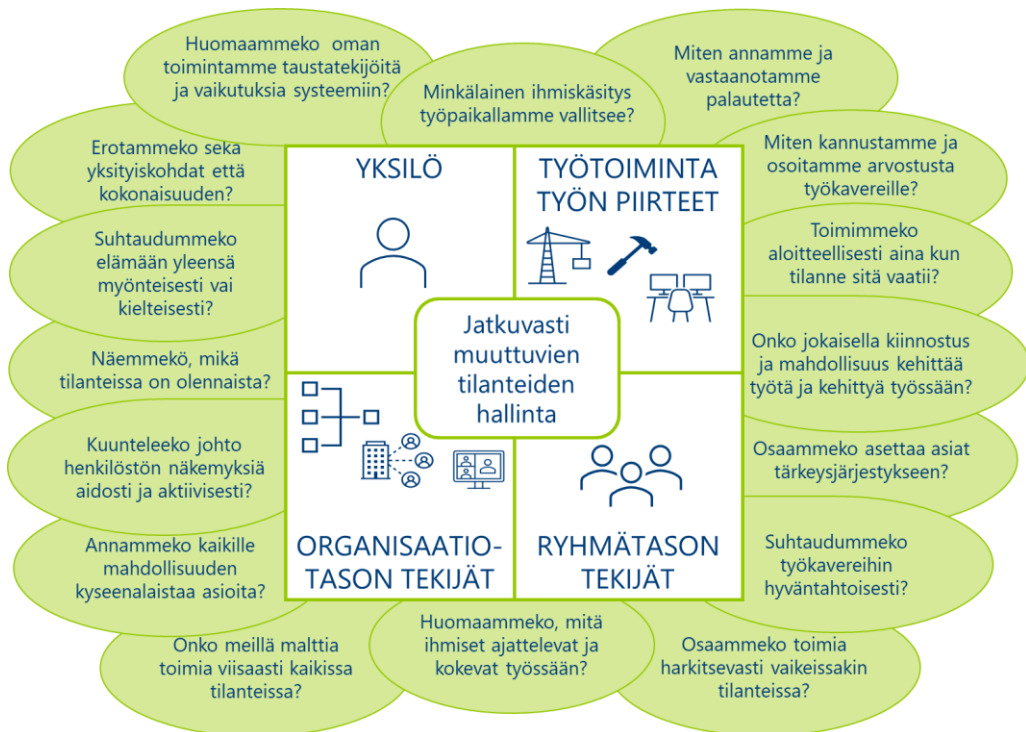 Huomaammeko oman
toimintamme taustatekijöitä
ja vaikutuksia systeemiin?
Minkälainen ihmiskäsitys
työpaikallamme vallitsee?
Miten annamme ja
vastaanotamme
palautetta?
Erotammeko sekä
yksityiskohdat että
kokonaisuuden?
Suhtaudummeko
elämään yleensä
myönteisesti vai
kielteisesti?
Näemmekö, mikä
tilanteissa on olennaista?
Kuunteleeko johto
henkilöstön näkemyksiä
aidosti ja aktiivisesti?
Annammeko kaikille
mahdollisuuden
kyseenalaistaa asioita?
Onko meillä malttia
toimia viisaasti kaikissa
tilanteissa?
YKSILÖ
TYÖTOIMINTA
TYÖN PIIRTEET
Jatkuvasti
muuttuvien
tilanteiden
hallinta
ORGANISAATIO-
TASON TEKIJÄT
RYHMÄTASON
TEKIJÄT
Miten kannustamme ja
osoitamme arvostusta
työkavereille?
Toimimmeko
aloitteellisesti aina kun
tilanne sitä vaatii?
Onko jokaisella kiinnostus
ja mahdollisuus kehittää
työtä ja kehittyä työssään?
Osaammeko asettaa asiat
tärkeysjärjestykseen?
Suhtaudummeko
työkavereihin
hyväntahtoisesti?
Huomaammeko, mitä
ihmiset ajattelevat ja
kokevat työssään?
Osaammeko toimia
harkitsevasti vaikeissakin
tilanteissa?